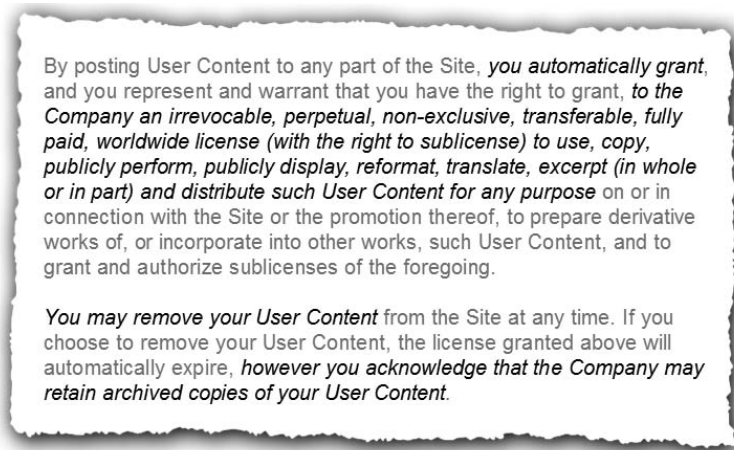 By posting User Content to any part of the Site, you automatically grant,
and you represent and warrant that you have the right to grant, to the
Company an irrevocable, perpetual, non-exclusive, transferable, fully
paid, worldwide license (with the right to sublicense) to use, copy,
publicly perform, publicly display, reformat, translate, excerpt (in whole
or in part) and distribute such User Content for any purpose on or in
connection with the Site or the promotion thereof, to prepare derivative
works of, or incorporate into other works, such User Content, and to
grant and authorize sublicenses of the foregoing.
You may remove your User Content from the Site at any time. If you
choose to remove your User Content, the license granted above will
automatically expire, however you acknowledge that the Company may
retain archived copies of your User Content.